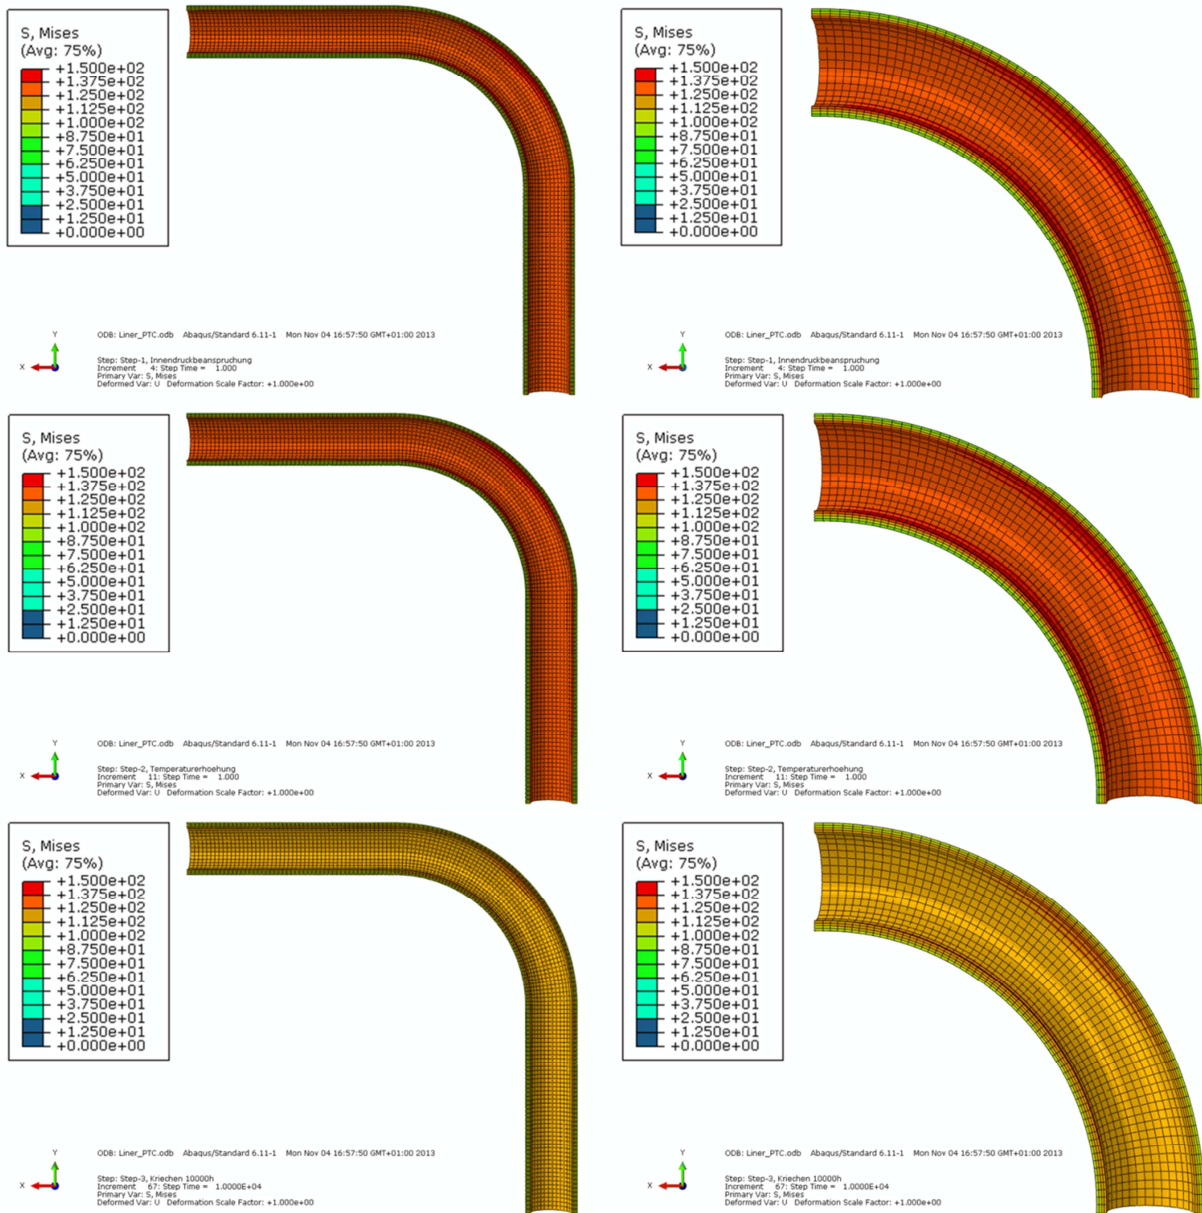 S, Mises
(Avg: 75%)
+1.500e+02
+1.375e+02
+1.250e+02
+1.125e+02
+1.000e+02
+8.750e+01
+7.500e+01
+6.250e+01
+5.000e+01
+3.750e+01
+2.500e+01
+1.250e+01
+0.000e+00
Y
X
ODB: Liner_PTC.odb Abaqus/Standard 6.11-1 Mon Nov 04 16:57:50 GMT+01:00 2013
Step: Step-1, Innendruckbeanspruchung
Increment 4: Step Time = 1.000
Primary Var: S, Mises
Deformed Var: U Deformation Scale Factor: +1.000e+00
S, Mises
(Avg: 75%)
+1.500e+02
+1.375e+02
+1.250e+02
+1.125e+02
+1.000e+02
+8.750e+01
+7.500e+01
+6.250e+01
+5.000e+01
+3.750e+01
+2.500e+01
+1.250e+01
+0.000e+00
Y
X
ODB: Liner_PTC.odb Abaqus/Standard 6.11-1 Mon Nov 04 16:57:50 GMT+01:00 2013
Step: Step-1, Innendruckbeanspruchung
Increment 4: Step Time = 1.000
Primary Var: S, Mises
Deformed Var: U Deformation Scale Factor: +1.000e+00
S, Mises
(Avg: 75%)
+1.500e+02
+1.375e+02
+1.250e+02
+1.125e+02
+1.000e+02
+8.750e+01
+7.500e+01
+6.250e+01
+5.000e+01
+3.750e+01
+2.500e+01
+1.250e+01
+0.000e+00
Y
X
ODB: Liner_PTC.odb Abaqus/Standard 6.11-1 Mon Nov 04 16:57:50 GMT+01:00 2013
Step: Step-2, Temperaturerhoehung
Increment 11: Step Time = 1.000
Primary Var: S, Mises
Deformed Var: U Deformation Scale Factor: +1.000e+00
S, Mises
(Avg: 75%)
+1.500e+02
+1.375e+02
+1.250e+02
+1.125e+02
+1.000e+02
+8.750e+01
+7.500e+01
+6.250e+01
+5.000e+01
+3.750e+01
+2.500e+01
+1.250e+01
+0.000e+00
Y
X
ODB: Liner_PTC.odb Abaqus/Standard 6.11-1 Mon Nov 04 16:57:50 GMT+01:00 2013
Step: Step-2, Temperaturerhoehung
Increment 11: Step Time = 1.000
Primary Var: S, Mises
Deformed Var: U Deformation Scale Factor: +1.000e+00
S, Mises
(Avg: 75%)
+1.500e+02
+1.375e+02
+1.250e+02
+1.125e+02
+1.000e+02
+8.750e+01
+7.500e+01
+6.250e+01
+5.000e+01
+3.750e+01
+2.500e+01
+1.250e+01
+0.000e+00
Y
X
ODB: Liner_PTC.odb Abaqus/Standard 6.11-1 Mon Nov 04 16:57:50 GMT+01:00 2013
Step: Step-3, Kriechen 10000h
Increment 67: Step Time = 1.0000E+04
Primary Var: S, Mises
Deformed Var: U Deformation Scale Factor: +1.000e+00
S, Mises
(Avg: 75%)
+1.500e+02
+1.375e+02
+1.250e+02
+1.125e+02
+1.000e+02
+8.750e+01
+7.500e+01
+6.250e+01
+5.000e+01
+3.750e+01
+2.500e+01
+1.250e+01
+0.000e+00
Y
X
ODB: Liner_PTC.odb Abaqus/Standard 6.11-1 Mon Nov 04 16:57:50 GMT+01:00 2013
Step: Step-3, Kriechen 10000h
Increment 67: Step Time = 1.0000E+04
Primary Var: S, Mises
Deformed Var: U Deformation Scale Factor: +1.000e+00